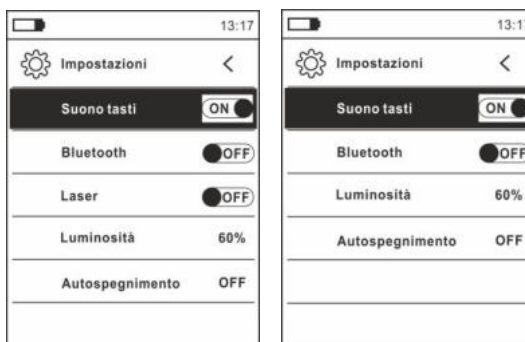 13:17
Impostazioni <
Suono tasti ON
Bluetooth OFF
Laser OFF
Luminosità 60%
Autospegnimento OFF
13:1
Impostazioni <
Suono tasti ON
Bluetooth OFF
Luminosità 60%
Autospegnimento OFF